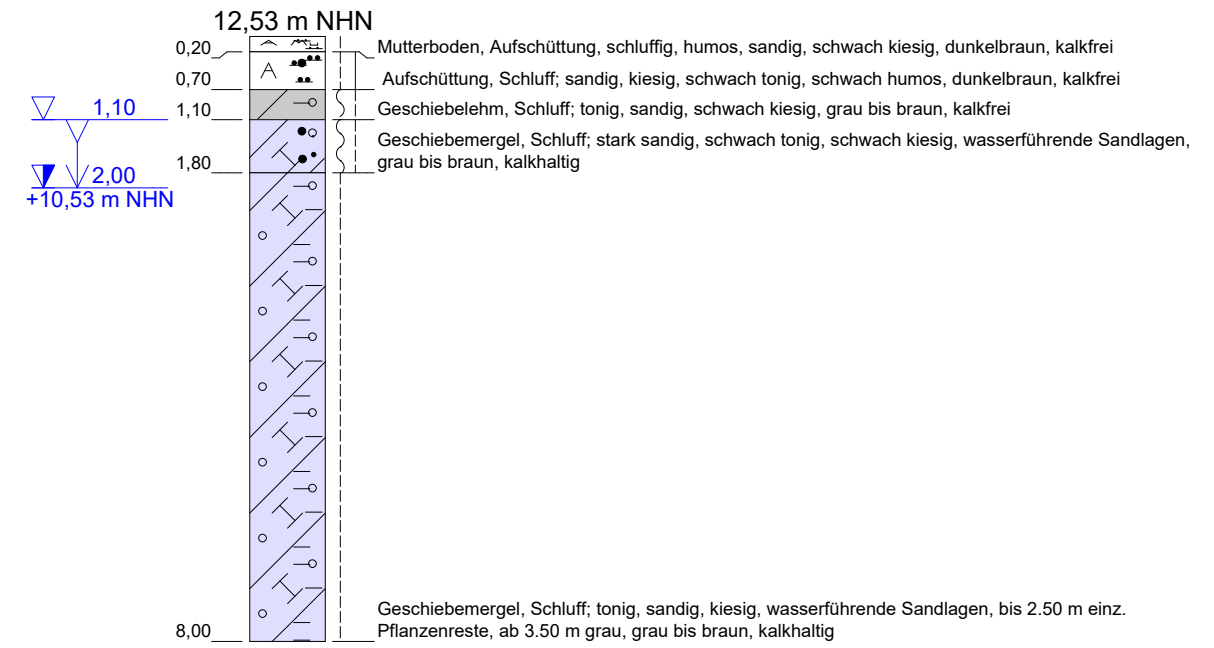 12,53 m NHN
0,20
Mutterboden, Aufschüttung, schluffig, humos, sandig, schwach kiesig, dunkelbraun, kalkfrei
A
0,70
Aufschüttung, Schluff; sandig, kiesig, schwach tonig, schwach humos, dunkelbraun, kalkfrei
1,10
1,10
Geschiebelehm, Schluff; tonig, sandig, schwach kiesig, grau bis braun, kalkfrei
Geschiebemergel, Schluff; stark sandig, schwach tonig, schwach kiesig, wasserführende Sandlagen,
grau bis braun, kalkhaltig
1,80
2,00
+10,53 m NHN
Geschiebemergel, Schluff; tonig, sandig, kiesig, wasserführende Sandlagen, bis 2.50 m einz.
Pflanzenreste, ab 3.50 m grau, grau bis braun, kalkhaltig
8,00